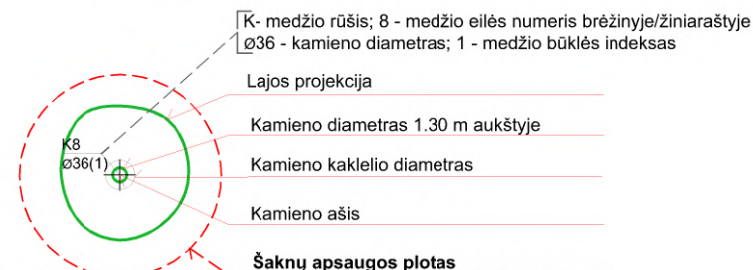 K- medžio rūšis; 8 - medžio eilės numeris brėžinyje/žiniaraštyje
Ø36 - kamieno diametras; 1 - medžio būklės indeksas
Lajos projekcija
Kamieno diametras 1.30 m aukštyje
K8
Ø36(1)
Kamieno kaklelio diametras
Kamieno ašis
Šaknų apsaugos plotas